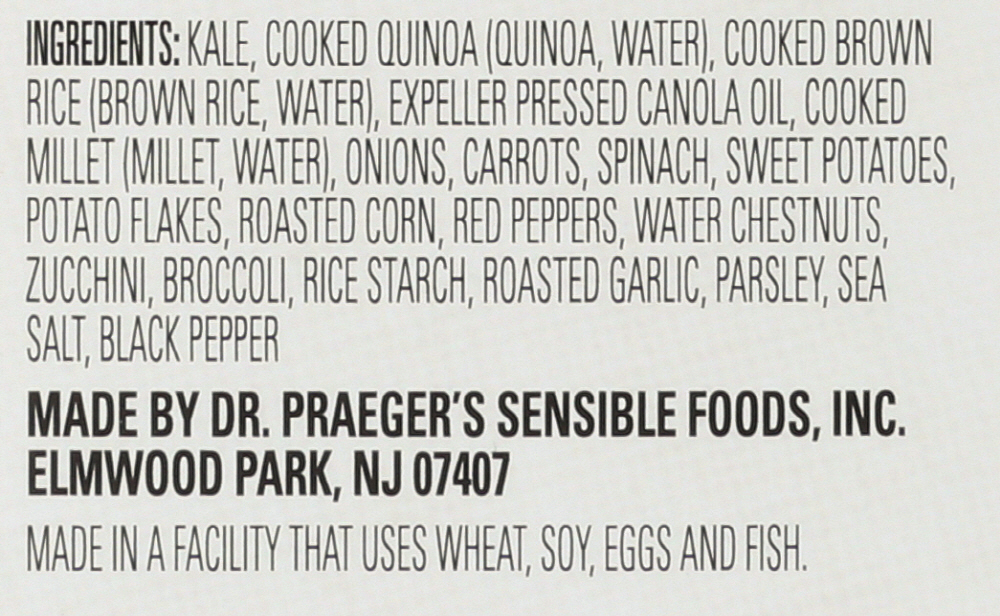 INGREDIENTS: KALE, COOKED QUINOA (QUINOA, WATER), COOKED BROWN
RICE (BROWN RICE, WATER), EXPELLER PRESSED CANOLA OIL, COOKED
MILLET (MILLET, WATER), ONIONS, CARROTS, SPINACH, SWEET POTATOES,
POTATO FLAKES, ROASTED CORN, RED PEPPERS, WATER CHESTNUTS,
ZUCCHINI, BROCCOLI, RICE STARCH, ROASTED GARLIC, PARSLEY, SEA
SALT, BLACK PEPPER
MADE BY DR. PRAEGER'S SENSIBLE FOODS, INC.
ELMWOOD PARK, NJ 07407
MADE IN A FACILITY THAT USES WHEAT, SOY, EGGS AND FISH.